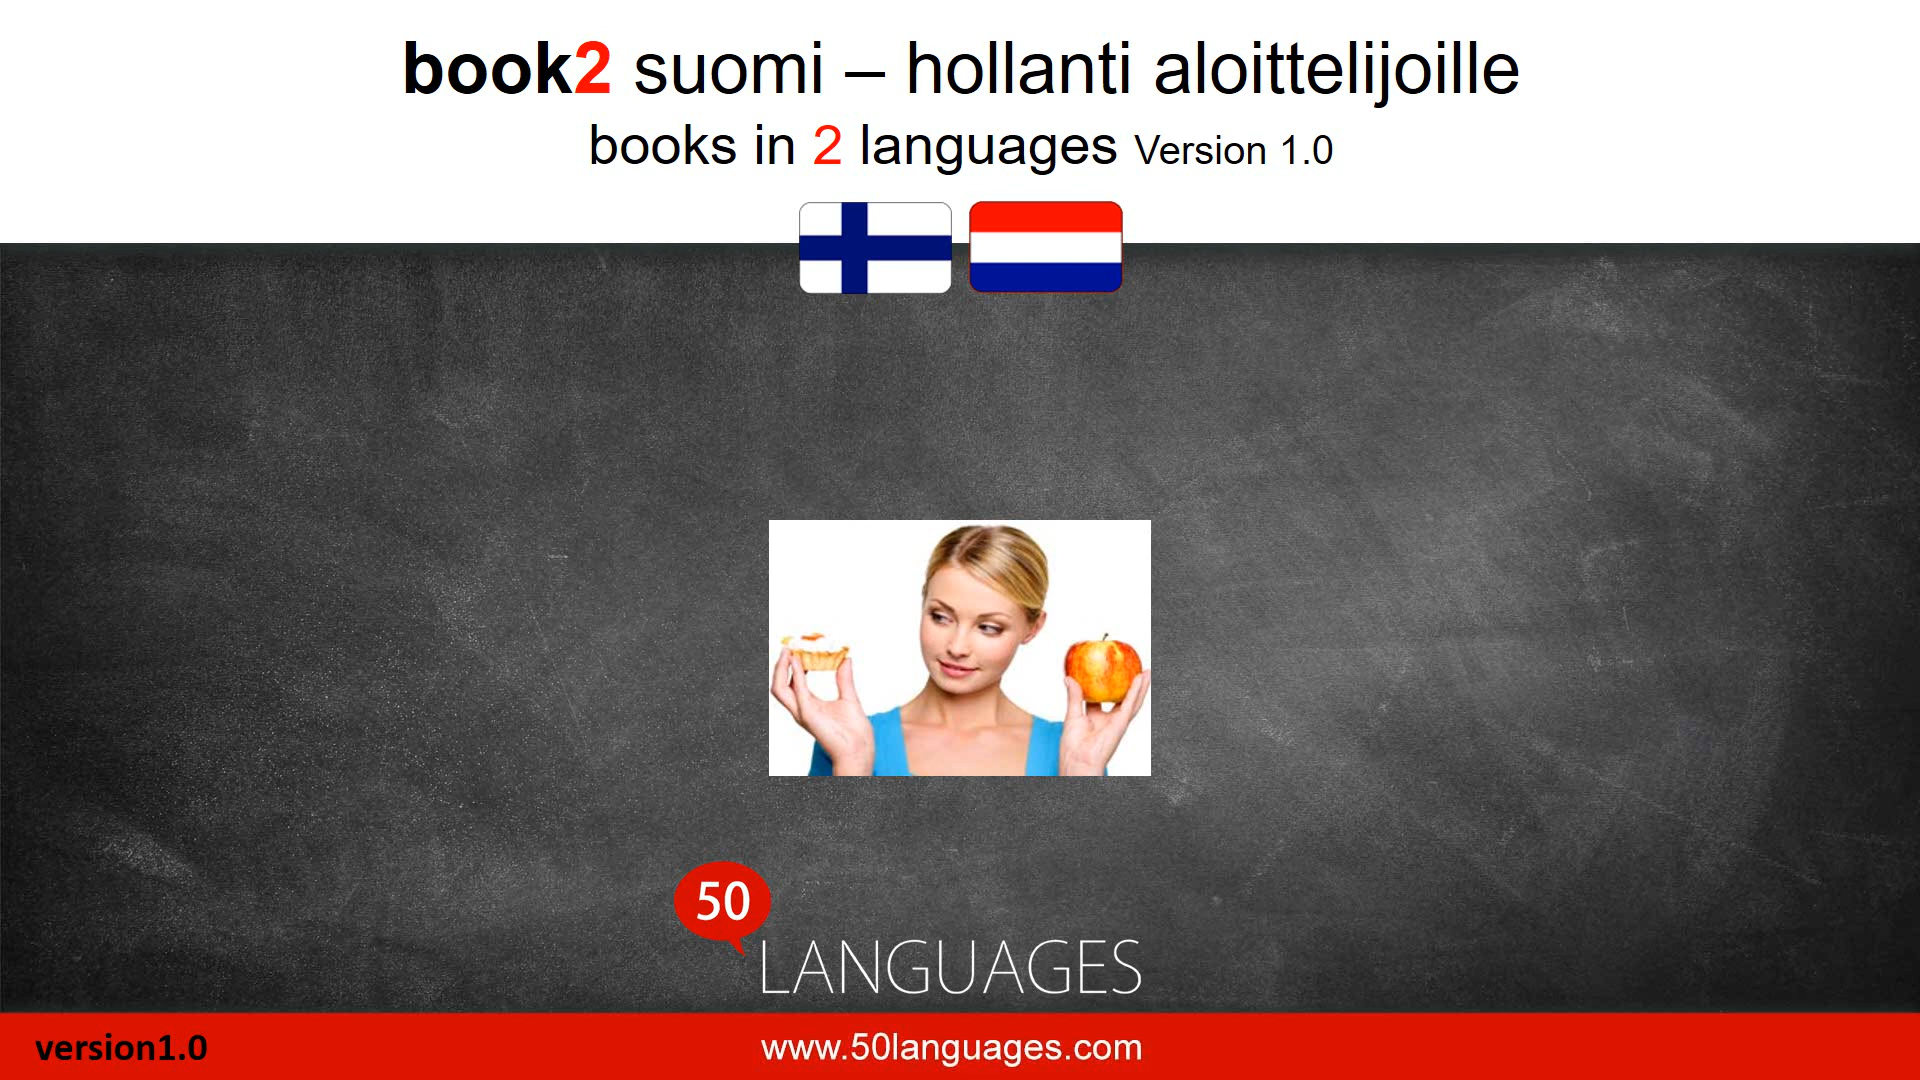 book2 suomi – hollanti aloittelijoille
books in 2 languages Version 1.0
50
LANGUAGES
version1.0
www.50languages.com